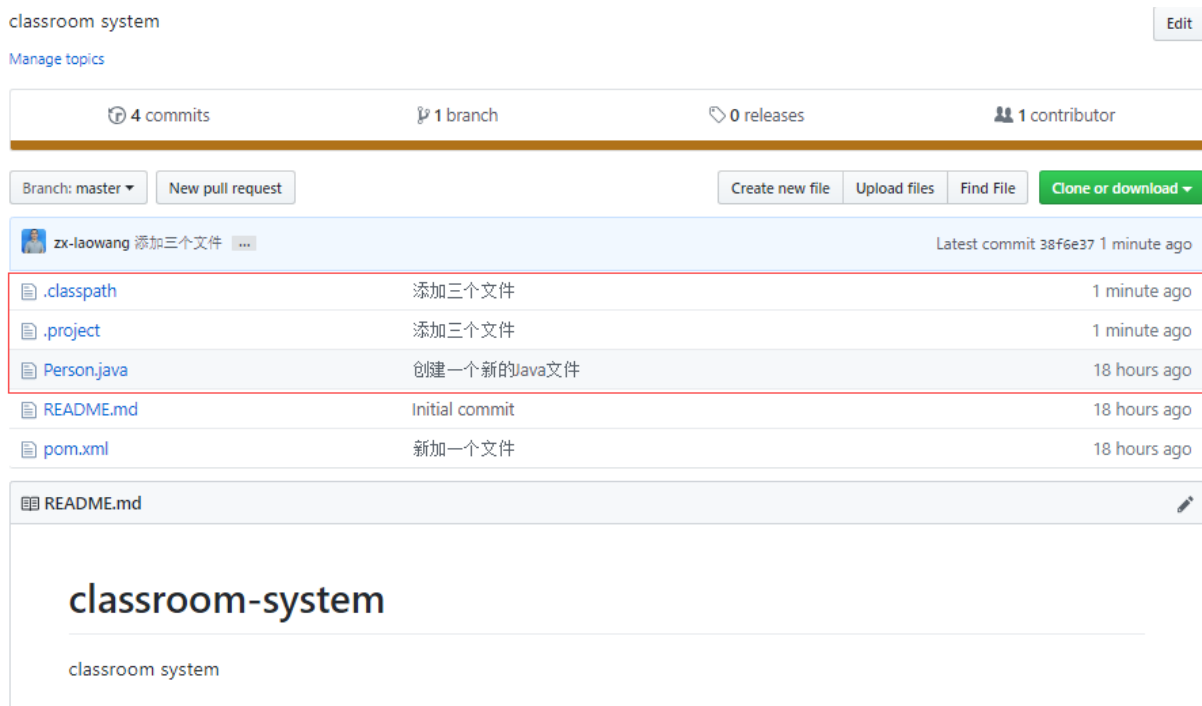 classroom system
Edit
Manage topics
4 commits
1 branch
0 releases
1 contributor
Branch: master
New pull request
Create new file
Upload files
Find File
Clone or download
zx-laowang 添加三个文件 ...
Latest commit 38f6e37 1 minute ago
.classpath 添加三个文件 1 minute ago
.project 添加三个文件 1 minute ago
Person.java 创建一个新的Java文件 18 hours ago
README.md Initial commit 18 hours ago
pom.xml 新加一个文件 18 hours ago
README.md
classroom-system
classroom system